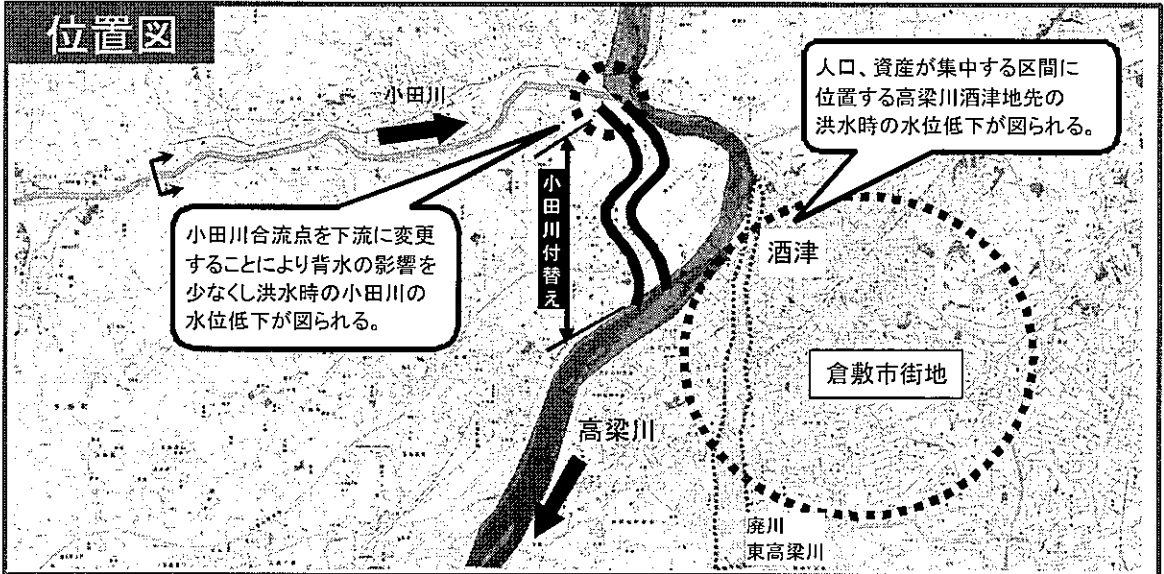 位置図
小田川
人口、資産が集中する区間に
位置する高梁川酒津地先の
洪水時の水位低下が図られる。
小田川付替え
小田川合流点を下流に変更
することにより背水の影響を
少なくし洪水時の小田川の
水位低下が図られる。
酒津
倉敷市街地
高梁川
廃川
東高梁川